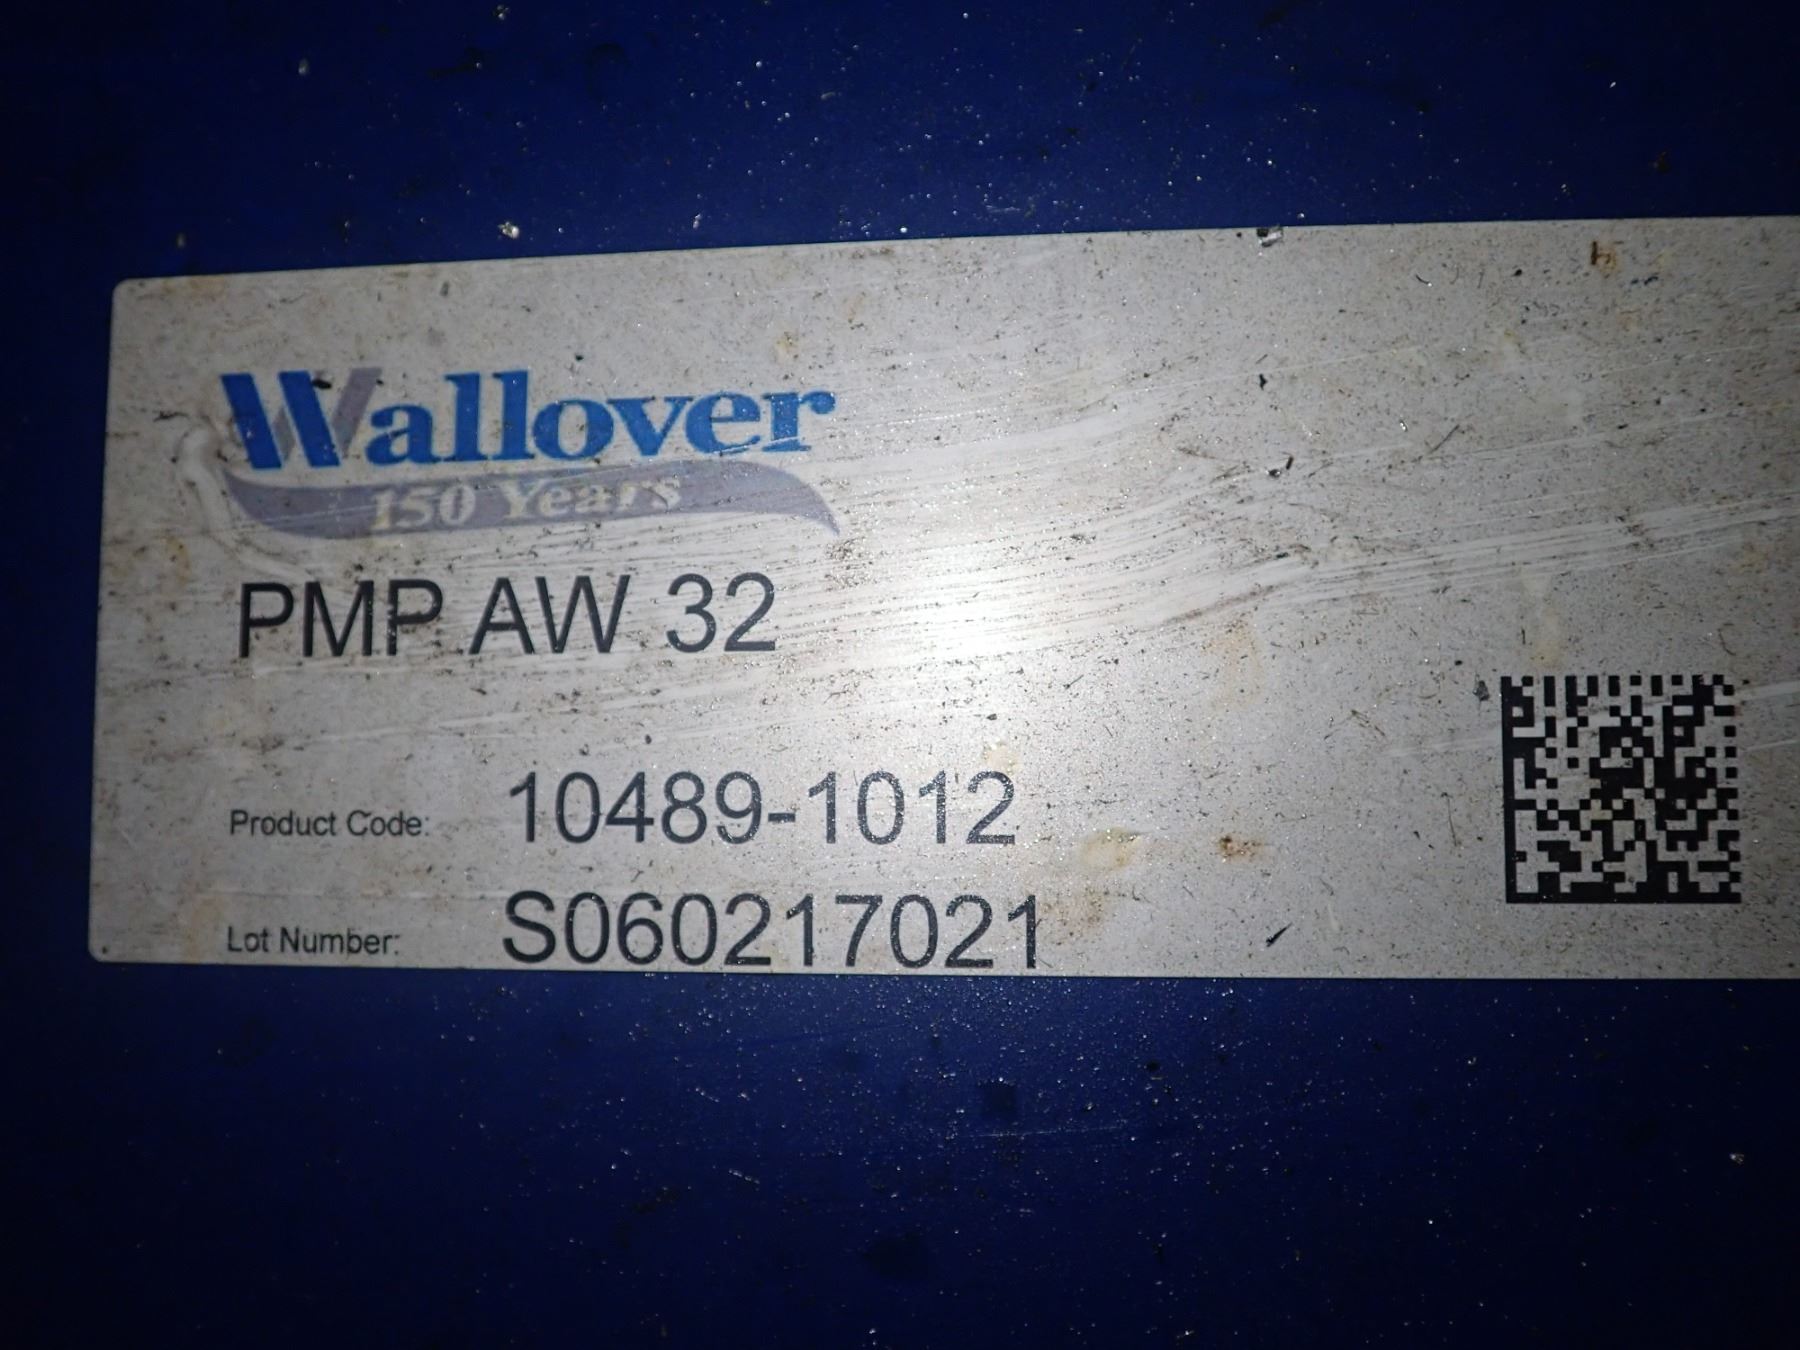 Wallover
150 Years
PMP AW 32
Product Code: 10489-1012
Lot Number: S060217021